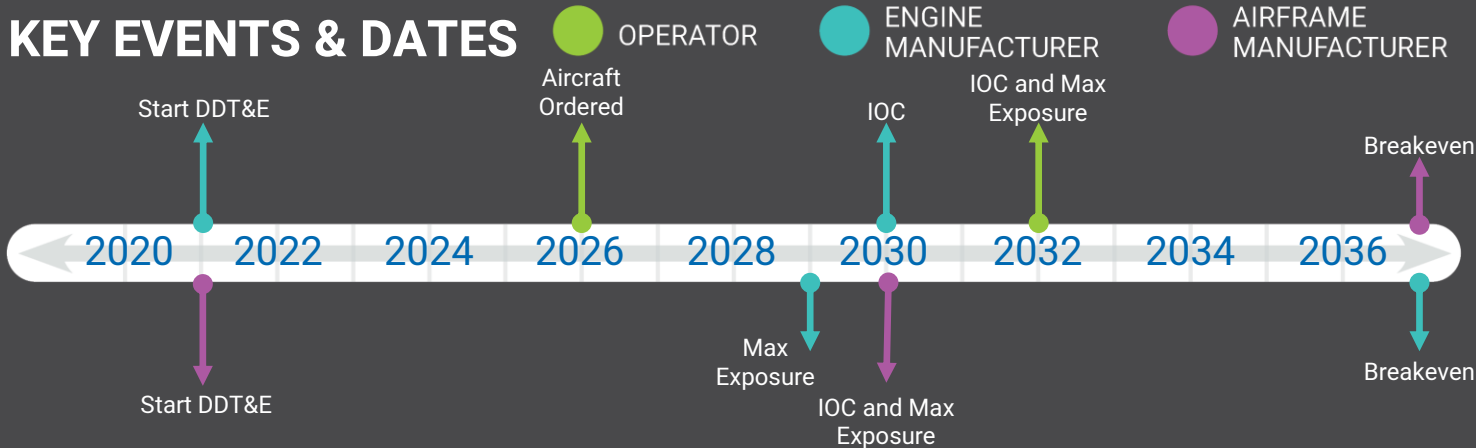 KEY EVENTS & DATES
OPERATOR
ENGINE
MANUFACTURER
AIRFRAME
MANUFACTURER
Start DDT&E
Aircraft
Ordered
IOC
IOC and Max
Exposure
Breakeven
2020 2022 2024 2026 2028 2030 2032 2034 2036
Start DDT&E
Max
Exposure
IOC and Max
Exposure
Breakeven